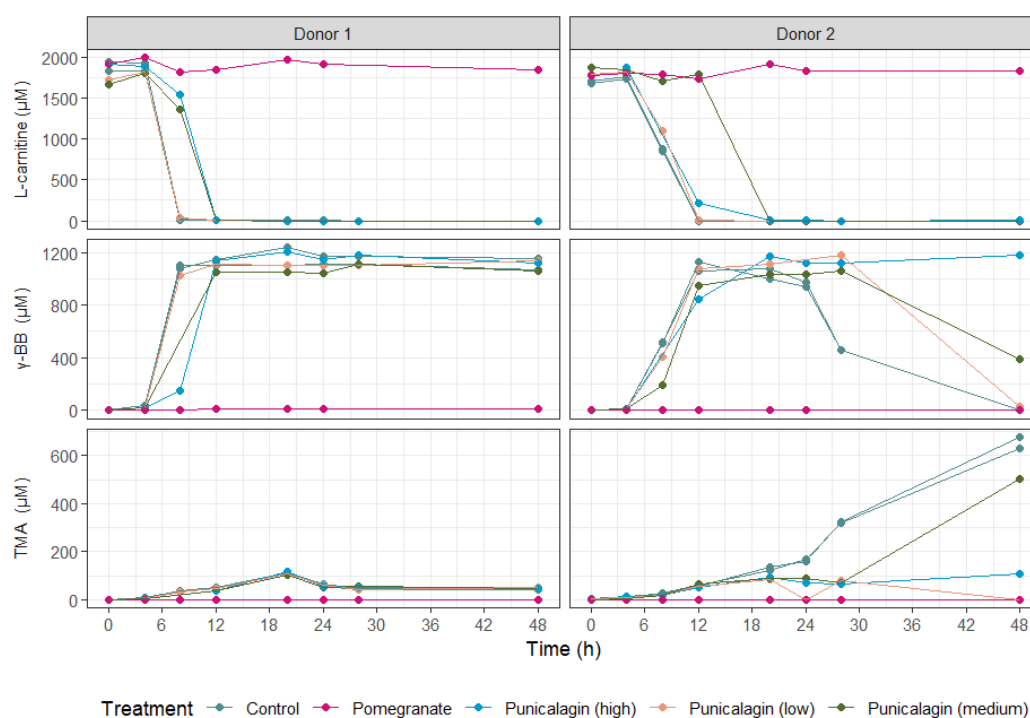 Donor 1
Donor 2
L-carnitine (µM)
2000
1500
1000
500
0
γ-BB (µM)
1200
800
400
0
TMA (µM)
600
400
200
0
0 6 12 18 24 30 36 42 48
0 6 12 18 24 30 36 42 48
Time (h)
Treatment Control Pomegranate Punicalagin (high) Punicalagin (low) Punicalagin (medium)